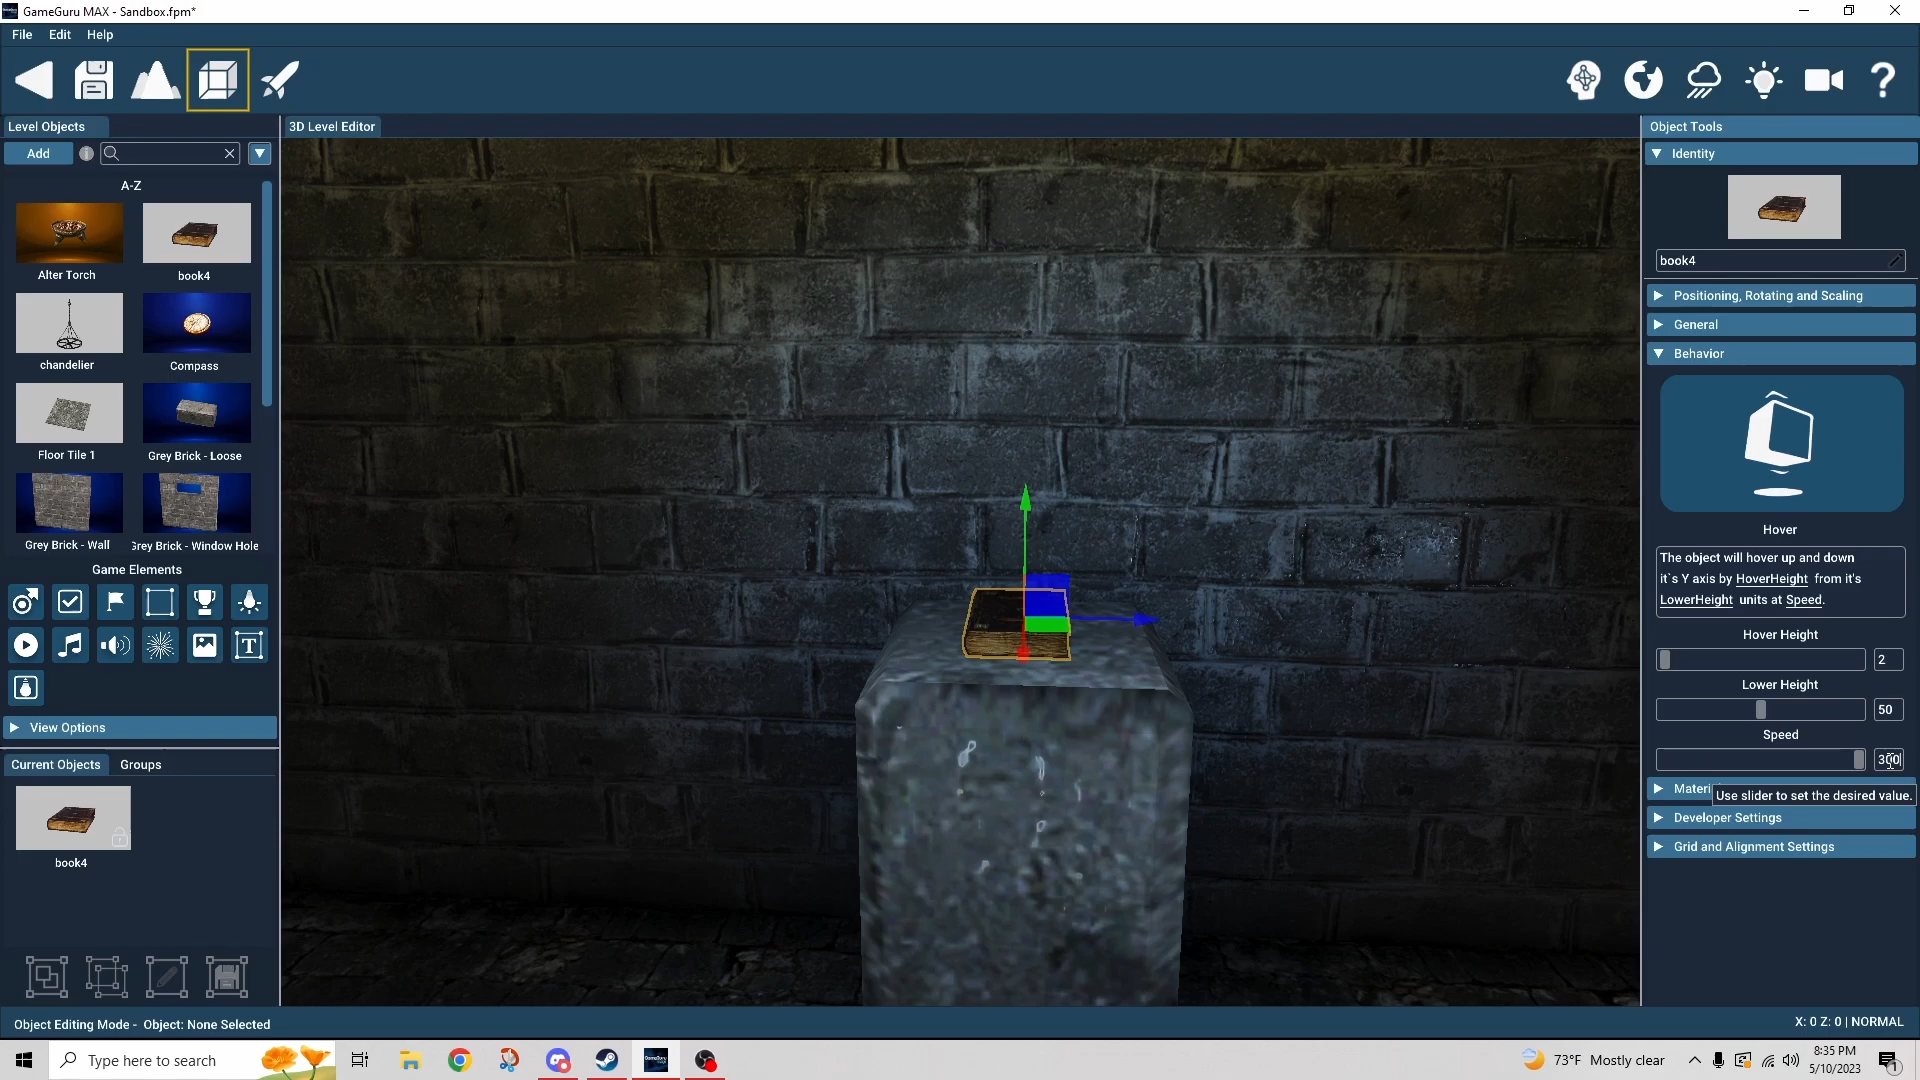 GameGuru MAX - Sandbox.fpm*
File Edit Help
Level Objects
3D Level Editor
Object Tools
Add
Identity
A-Z
Alter Torch
book4
chandelier
Compass
Floor Tile 1
Grey Brick - Loose
Grey Brick - Wall
Grey Brick - Window Hole
Game Elements
View Options
Current Objects Groups
book4
book4
Positioning, Rotating and Scaling
General
Behavior
Hover
The object will hover up and down
it`s Y axis by HoverHeight from it's
LowerHeight units at Speed.
Hover Height
2
Lower Height
50
Speed
300
Materi
Use slider to set the desired value.
Developer Settings
Grid and Alignment Settings
Object Editing Mode - Object: None Selected
X: 0 Z: 0 | NORMAL
Type here to search
73°F Mostly clear
8:35 PM
5/10/2023
1